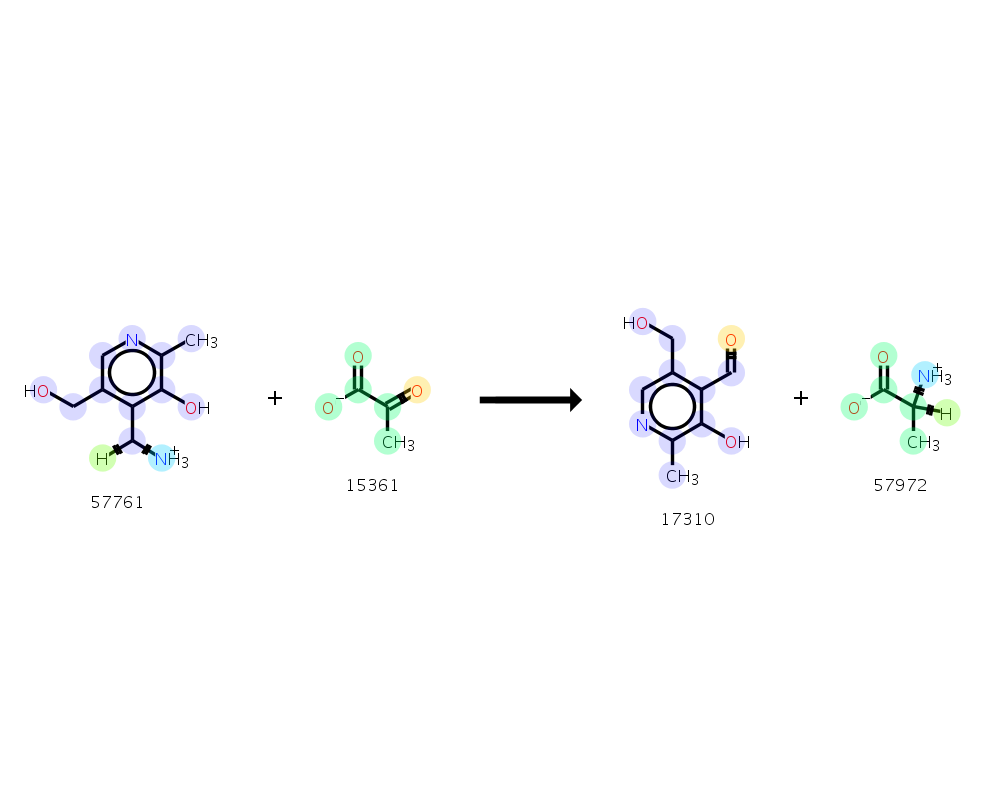 HO N CH3 OH H NH3 +
57761
+
O O − O CH3
15361
HO O N OH CH3
17310
+
O O − NH3 + H CH3
57972